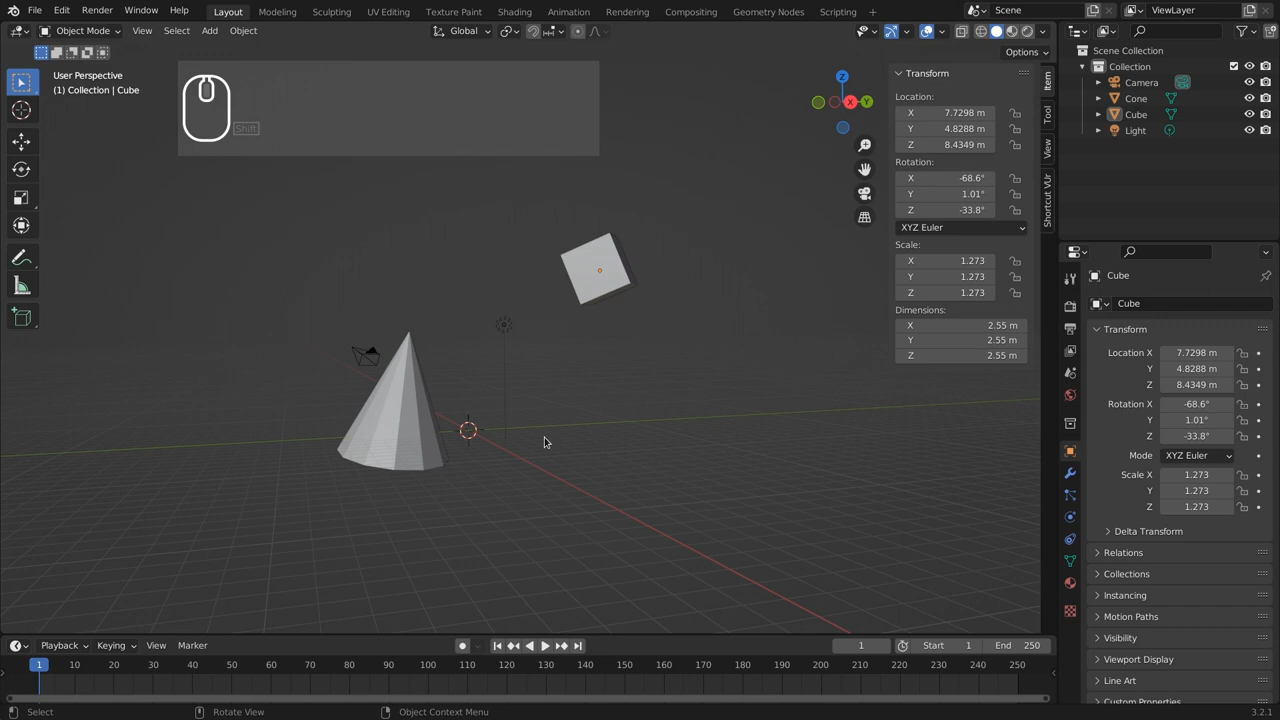 File Edit Render Window Help Layout Modeling Sculpting UV Editing Texture Paint Shading Animation Rendering Compositing Geometry Nodes Scripting + Scene ViewLayer
Object Mode View Select Add Object Global
Options
User Perspective
(1) Collection | Cube
Shift
X
Y
Z
Transform
Location:
X 7.7298 m
Y 4.8288 m
Z 8.4349 m
Rotation:
X -68.6°
Y 1.01°
Z -33.8°
XYZ Euler
Scale:
X 1.273
Y 1.273
Z 1.273
Dimensions:
X 2.55 m
Y 2.55 m
Z 2.55 m
Item
Tool
View
Shortcut VUr
Scene Collection
Collection
Camera
Cone
Cube
Light
Cube
Cube
Transform
Location X 7.7298 m
Y 4.8288 m
Z 8.4349 m
Rotation X -68.6°
Y 1.01°
Z -33.8°
Mode XYZ Euler
Scale X 1.273
Y 1.273
Z 1.273
Delta Transform
Relations
Collections
Instancing
Motion Paths
Visibility
Viewport Display
Line Art
Custom Properties
Playback Keying View Marker 1 Start 1 End 250
1 10 20 30 40 50 60 70 80 90 100 110 120 130 140 150 160 170 180 190 200 210 220 230 240 250
Select Rotate View Object Context Menu 3.2.1